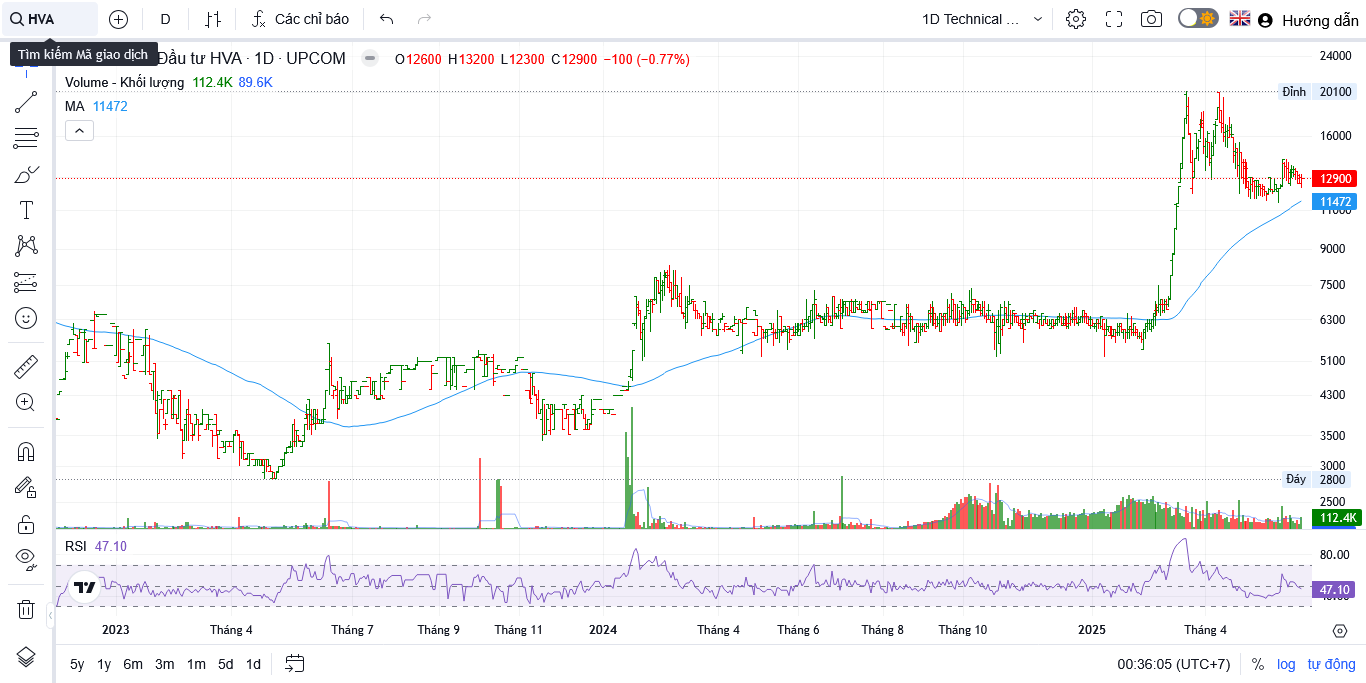 HVA
D
Các chỉ báo
1D Technical ...
Hướng dẫn
Tìm kiếm Mã giao dịch
Đầu tư HVA · 1D · UPCOM
O12600 H13200 L12300 C12900 −100 (−0.77%)
Volume - Khối lượng 112.4K 89.6K
MA 11472
24000
Đỉnh 20100
16000
12900
11472
11000
9000
7500
6300
5100
4300
3500
3000
Đáy 2800
2500
112.4K
RSI 47.10
80.00
47.10
2023 Tháng 4 Tháng 7 Tháng 9 Tháng 11 2024 Tháng 4 Tháng 6 Tháng 8 Tháng 10 2025 Tháng 4
5y 1y 6m 3m 1m 5d 1d
00:36:05 (UTC+7) % log tự động